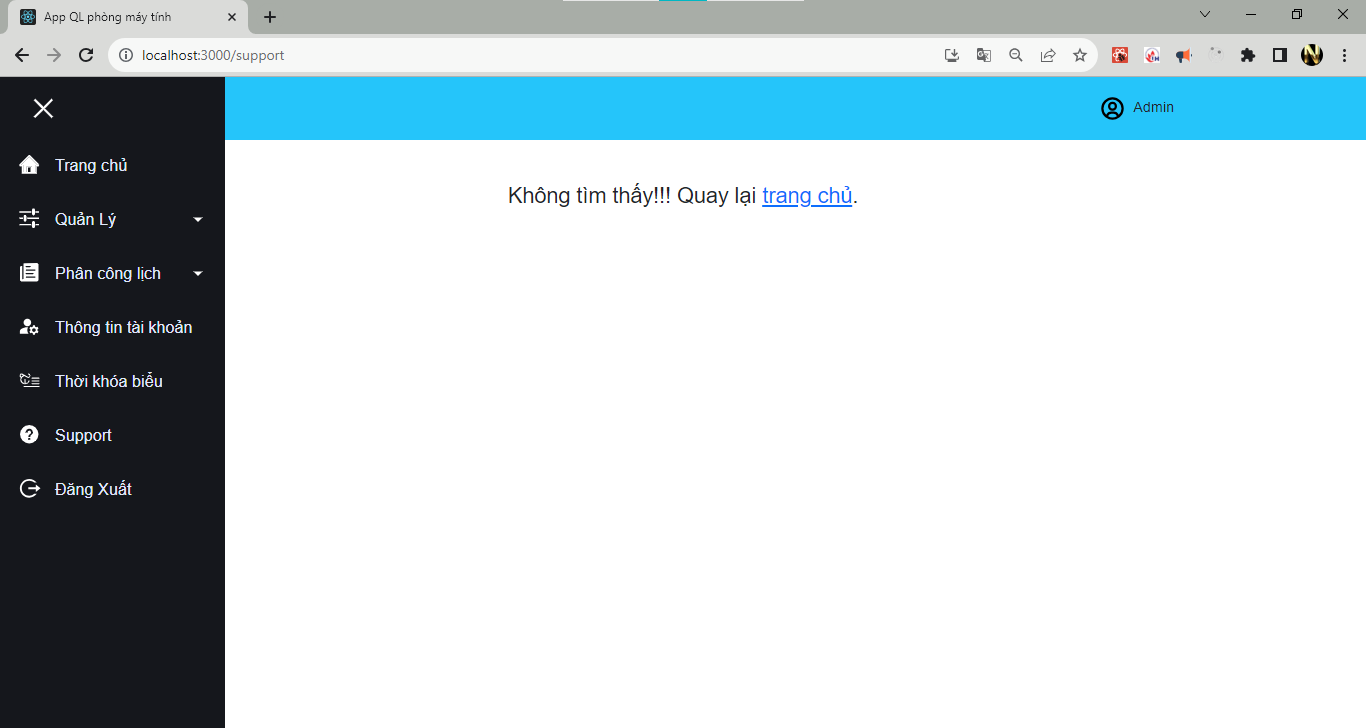 App QL phòng máy tính
localhost:3000/support
Admin
Trang chủ
Quản Lý
Phân công lịch
Thông tin tài khoản
Thời khóa biểu
Support
Đăng Xuất
Không tìm thấy!!! Quay lại trang chủ.